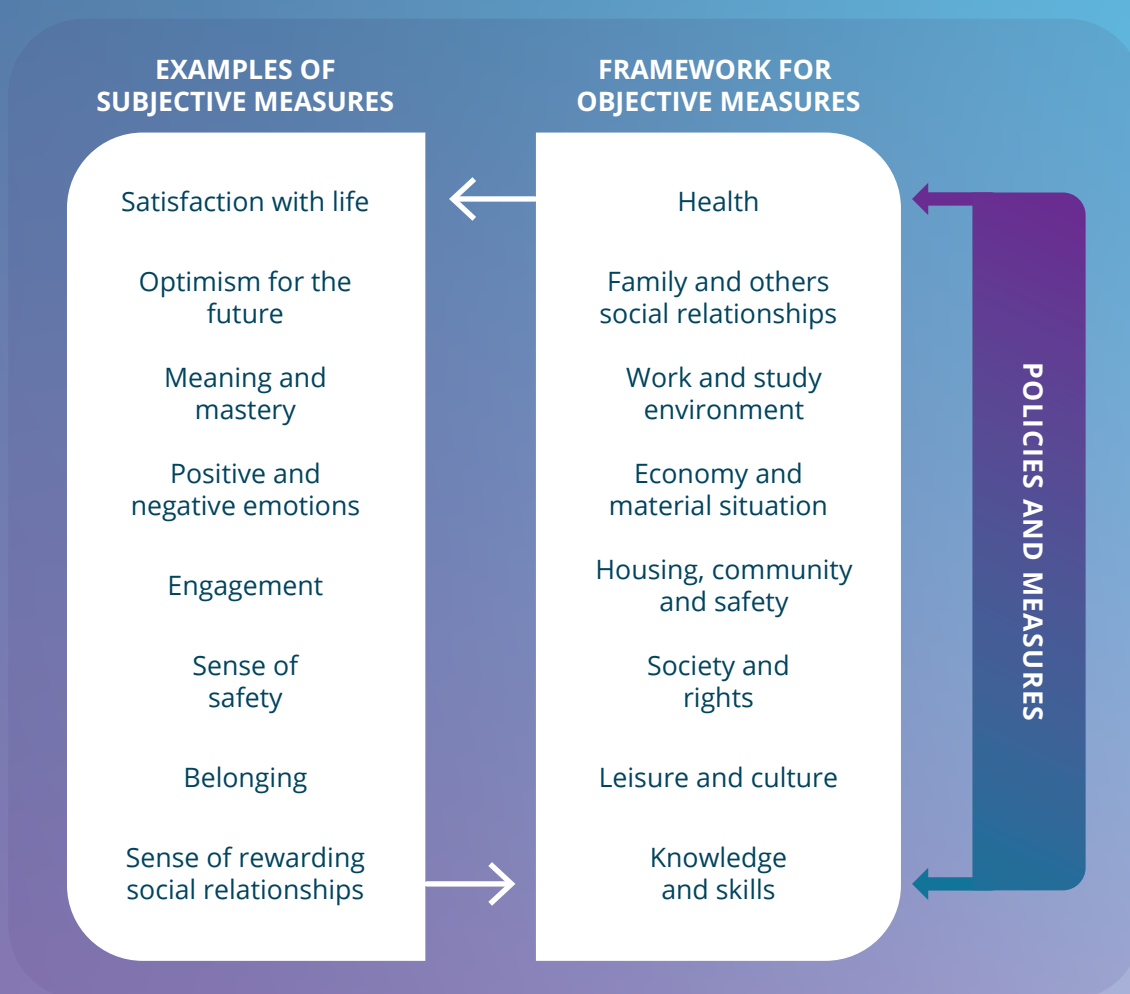 EXAMPLES OF
SUBJECTIVE MEASURES
Satisfaction with life
Optimism for the
future
Meaning and
mastery
Positive and
negative emotions
Engagement
Sense of
safety
Belonging
Sense of rewarding
social relationships
FRAMEWORK FOR
OBJECTIVE MEASURES
Health
Family and others
social relationships
Work and study
environment
Economy and
material situation
Housing, community
and safety
Society and
rights
Leisure and culture
Knowledge
and skills
POLICIES AND MEASURES